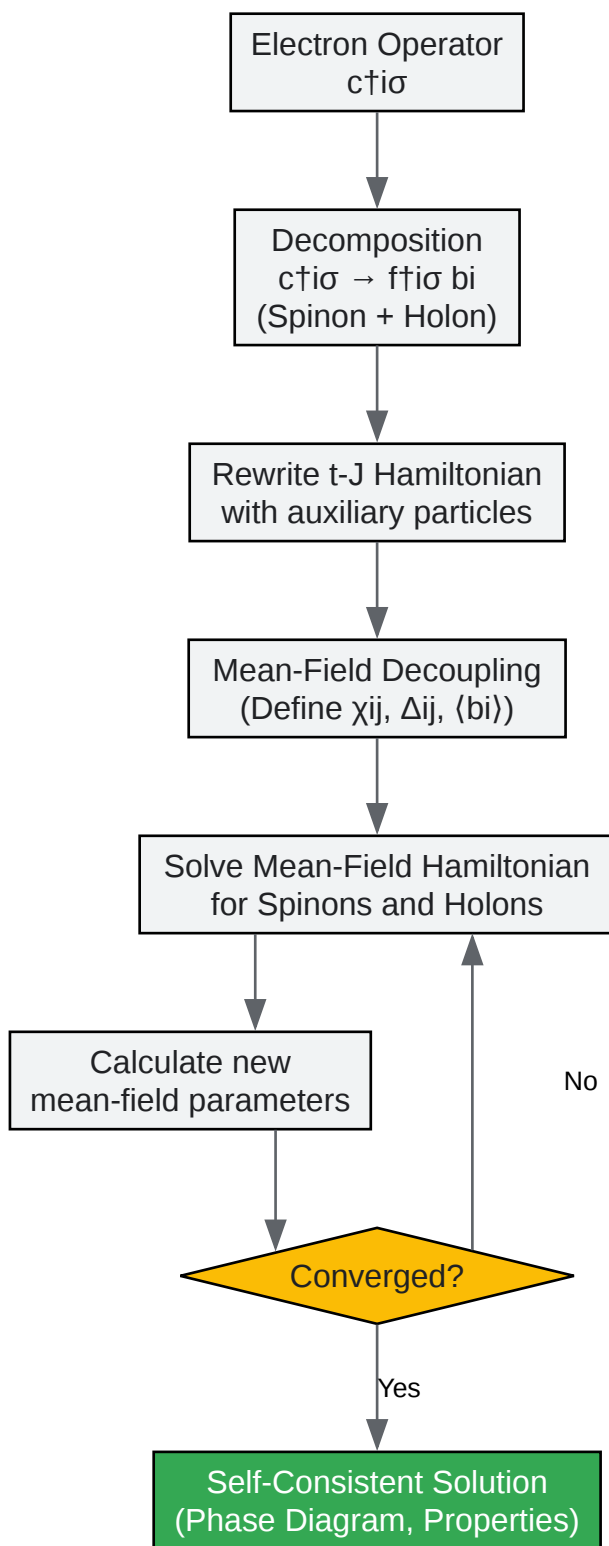 Electron Operator
c†iσ
Decomposition
c†iσ → f†iσ bi
(Spinon + Holon)
Rewrite t-J Hamiltonian
with auxiliary particles
Mean-Field Decoupling
(Define χij, Δij, ⟨bi⟩)
Solve Mean-Field Hamiltonian
for Spinons and Holons
Calculate new
mean-field parameters
No
Converged?
Yes
Self-Consistent Solution
(Phase Diagram, Properties)